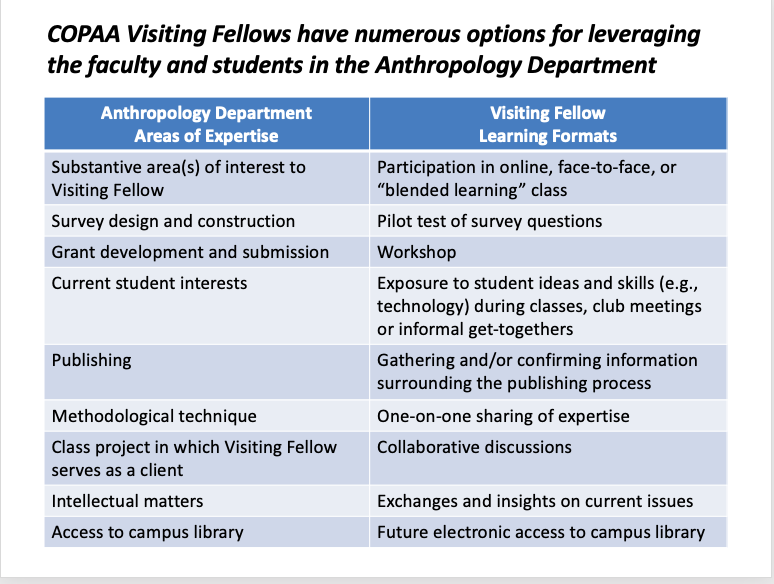 COPAA Visiting Fellows have numerous options for leveraging
the faculty and students in the Anthropology Department
Anthropology Department
Areas of Expertise
Visiting Fellow
Learning Formats
Substantive area(s) of interest to
Visiting Fellow
Participation in online, face-to-face, or
“blended learning” class
Survey design and construction
Pilot test of survey questions
Grant development and submission
Workshop
Current student interests
Exposure to student ideas and skills (e.g.,
technology) during classes, club meetings
or informal get-togethers
Publishing
Gathering and/or confirming information
surrounding the publishing process
Methodological technique
One-on-one sharing of expertise
Class project in which Visiting Fellow
serves as a client
Collaborative discussions
Intellectual matters
Exchanges and insights on current issues
Access to campus library
Future electronic access to campus library